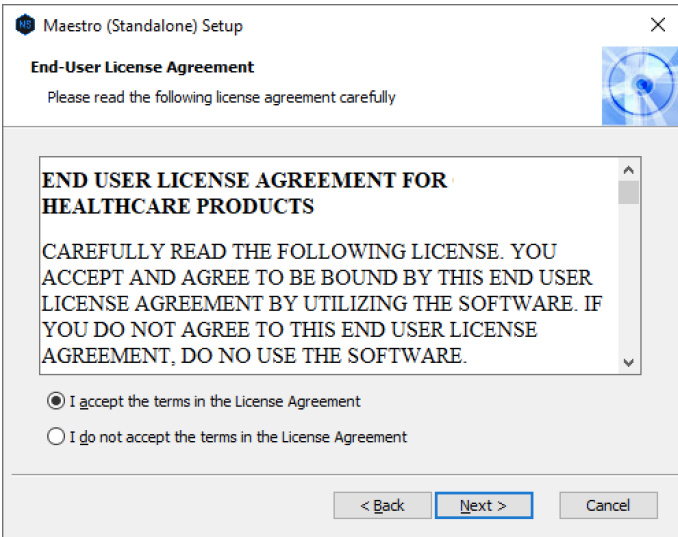 Maestro (Standalone) Setup
End-User License Agreement
Please read the following license agreement carefully
END USER LICENSE AGREEMENT FOR
HEALTHCARE PRODUCTS
CAREFULLY READ THE FOLLOWING LICENSE. YOU
ACCEPT AND AGREE TO BE BOUND BY THIS END USER
LICENSE AGREEMENT BY UTILIZING THE SOFTWARE. IF
YOU DO NOT AGREE TO THIS END USER LICENSE
AGREEMENT, DO NO USE THE SOFTWARE.
I accept the terms in the License Agreement
I do not accept the terms in the License Agreement
< Back Next > Cancel